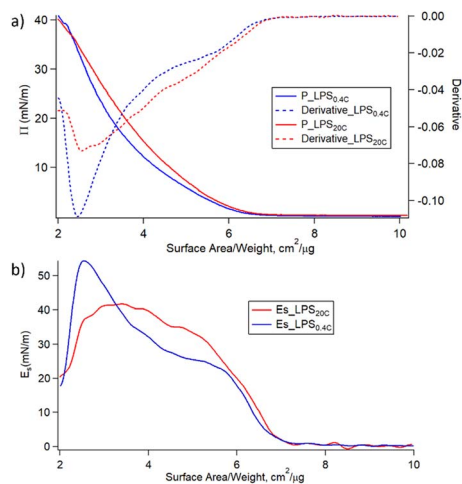 a)
40
30
20
10
Π (mN/m)
0.00
-0.02
-0.04
-0.06
-0.08
-0.10
Derivative
P_LPS0.4C
Derivative_LPS0.4C
P_LPS20C
Derivative_LPS20C
2 4 6 8 10
Surface Area/Weight, cm²/µg
b)
50
40
30
20
10
0
Es(mN/m)
Es_LPS20C
Es_LPS0.4C
2 4 6 8 10
Surface Area/Weight, cm²/µg